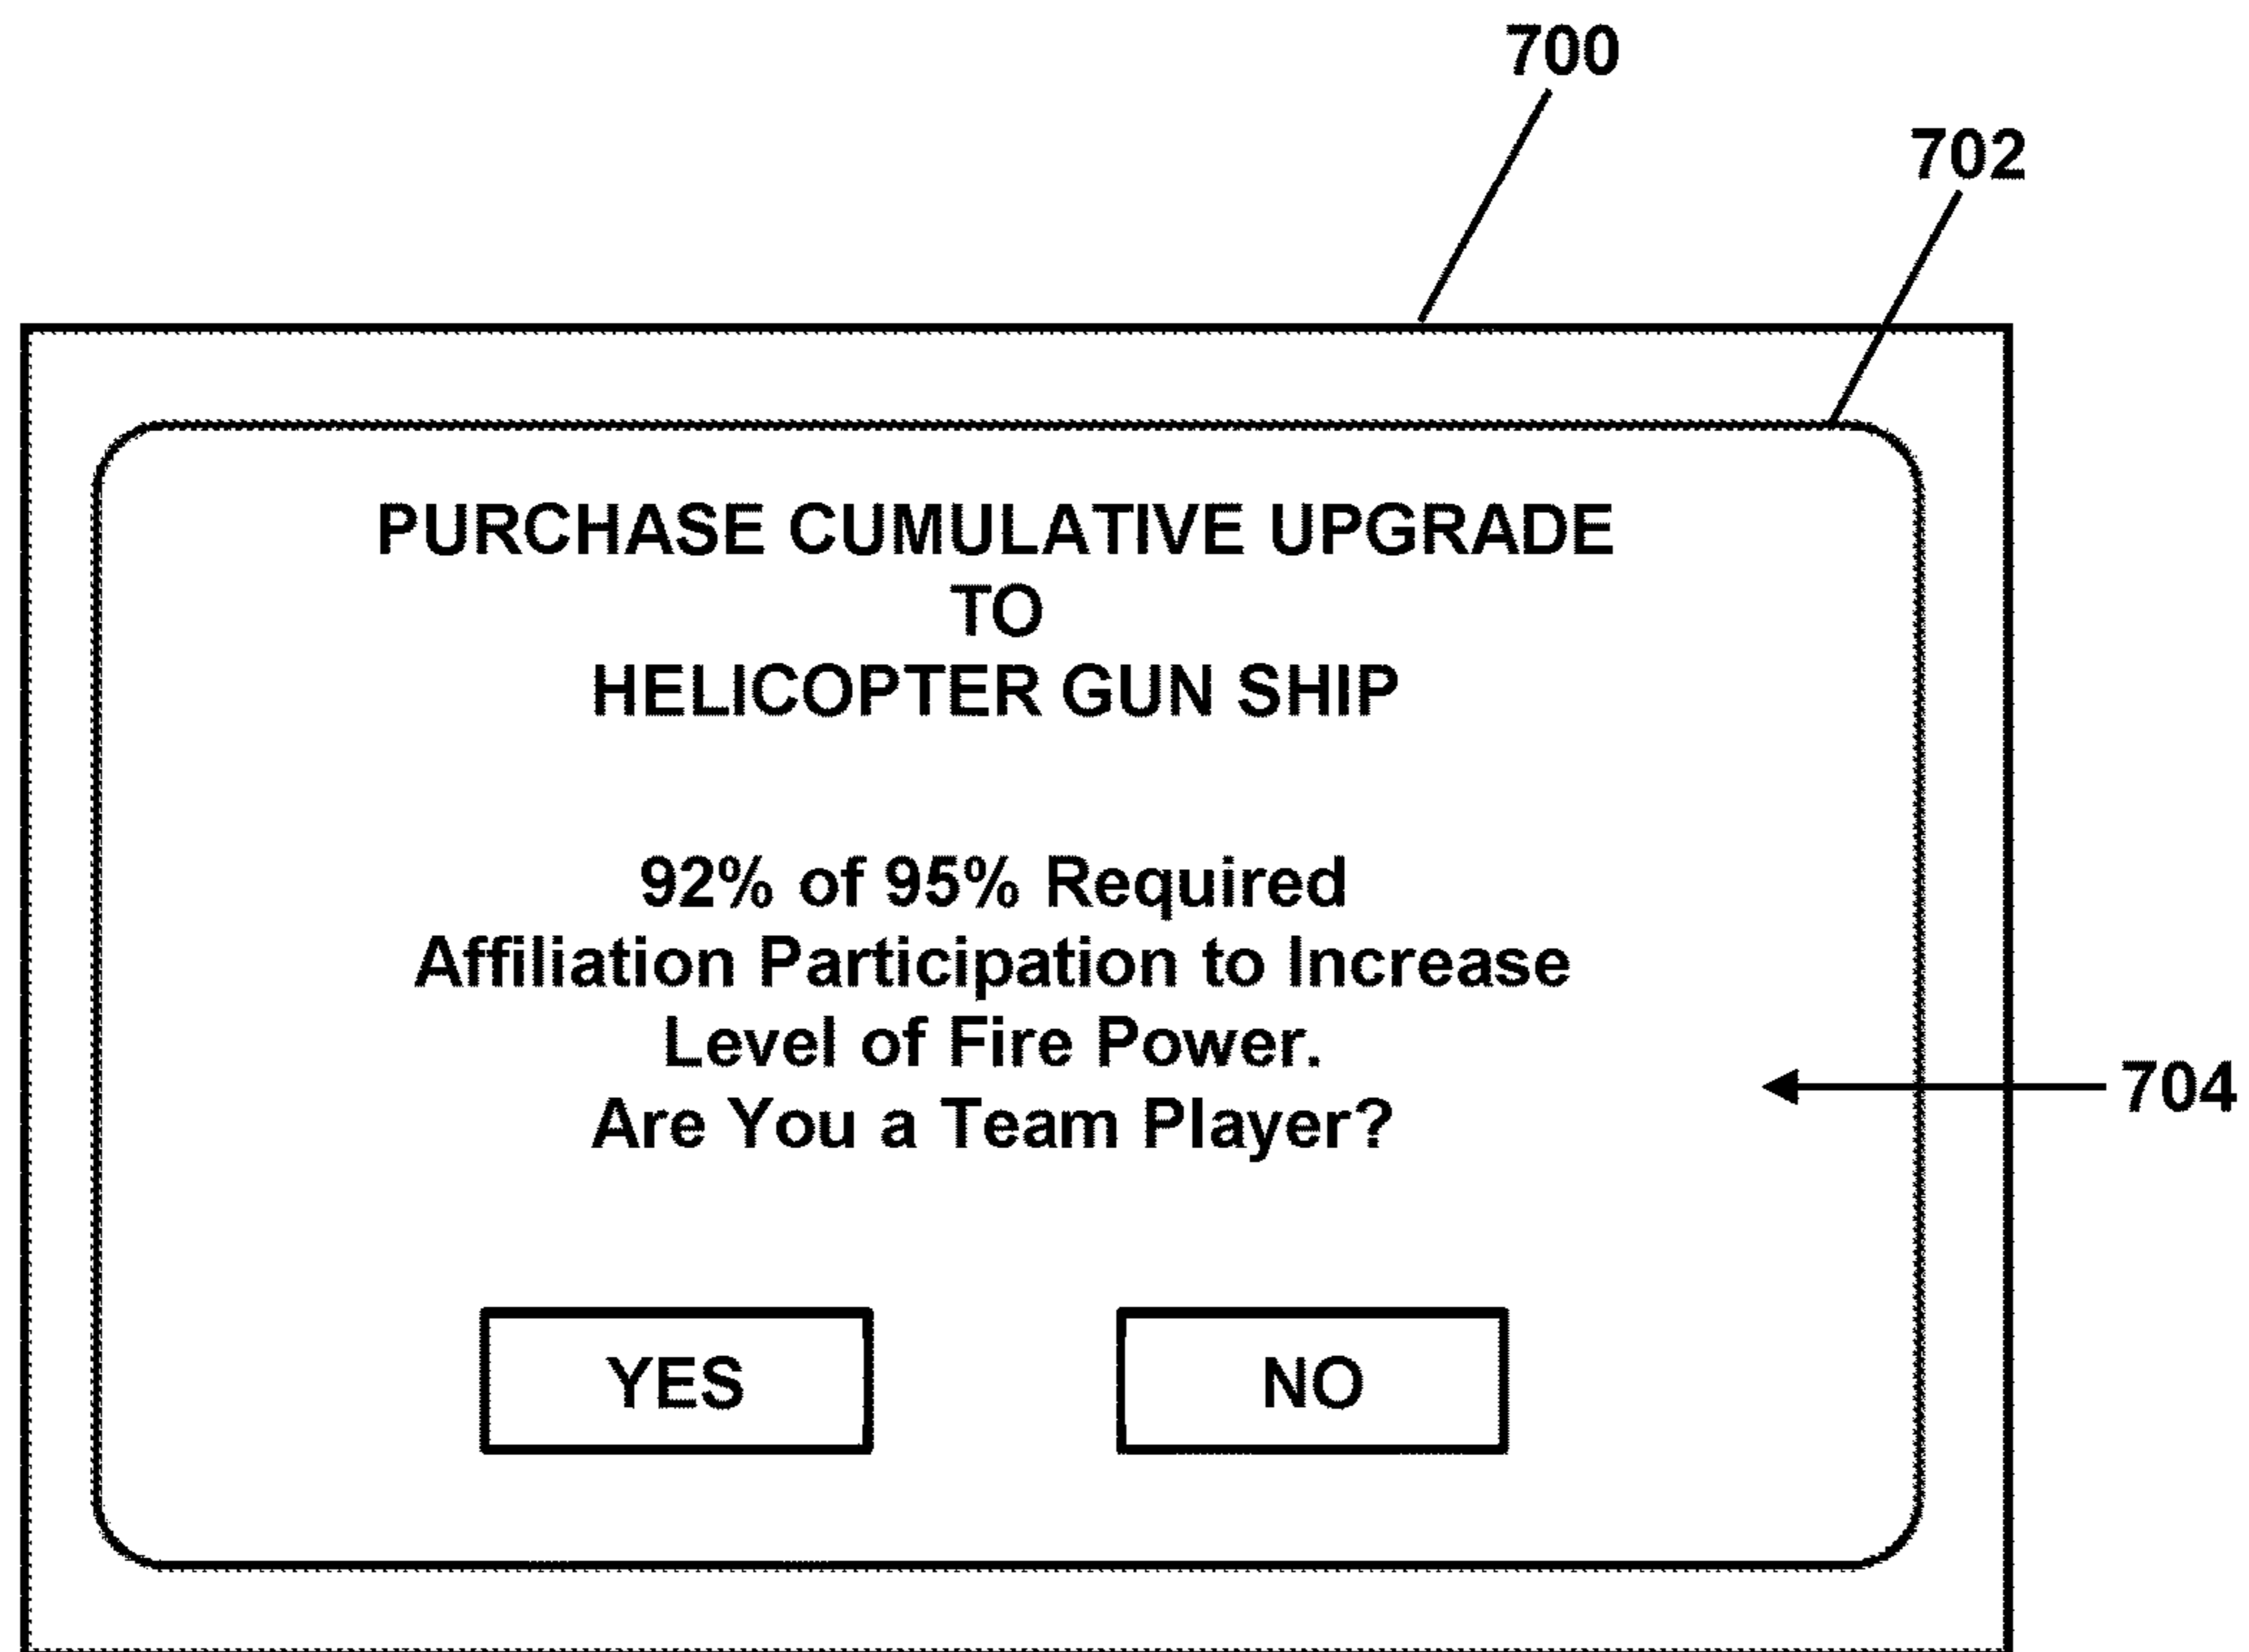 700
702
PURCHASE CUMULATIVE UPGRADE
TO
HELICOPTER GUN SHIP
92% of 95% Required
Affiliation Participation to Increase
Level of Fire Power.
704
Are You a Team Player?
YES NO